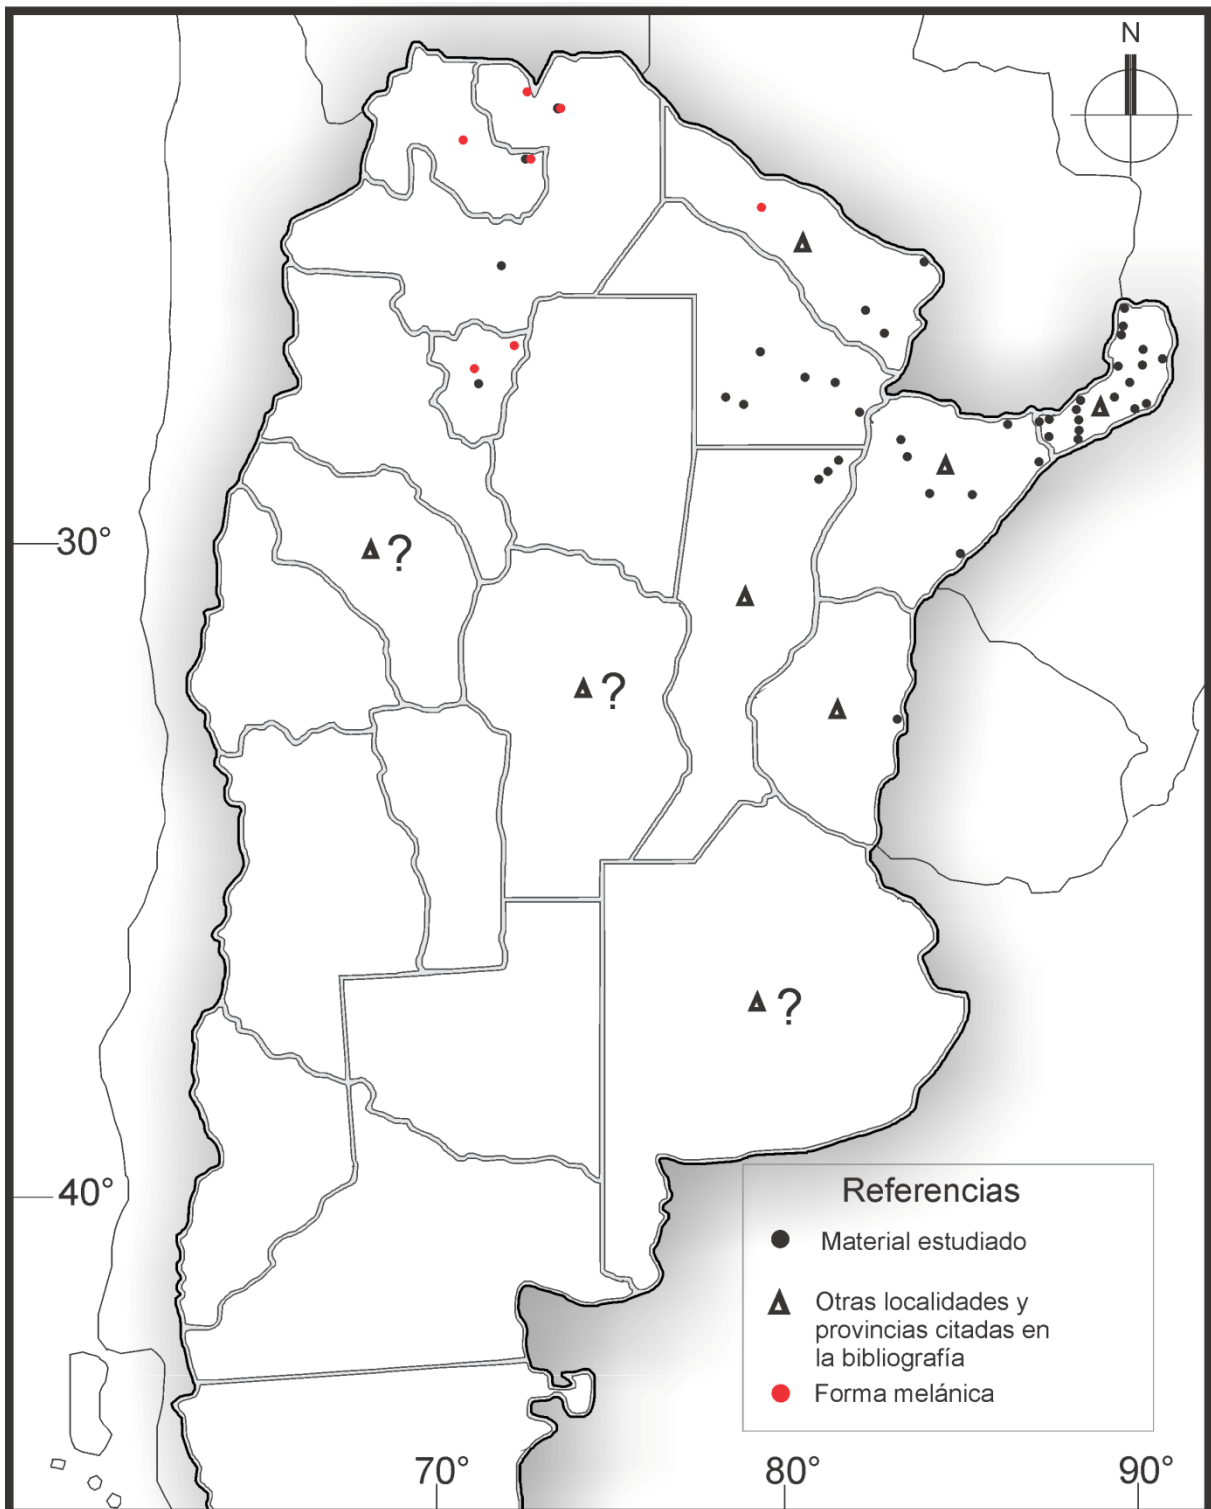 N
30°
?
?
?
40°
Referencias
Material estudiado
Otras localidades y
provincias citadas en
la bibliografía
Forma melánica
70°
80°
90°